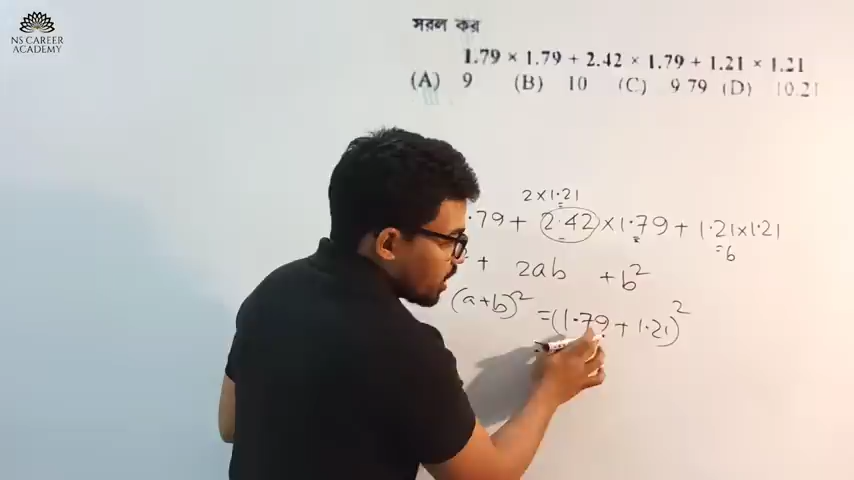 NS CAREER
ACADEMY
সরল কর
1.79 × 1.79 + 2.42 × 1.79 + 1.21 × 1.21
(A) 9 (B) 10 (C) 9.79 (D) 10.21
2×1.21
.79 + 2.42 ×1.79 + 1.21×1.21
=b
+ 2ab + b²
(a+b)² =(1.79 + 1.21)²